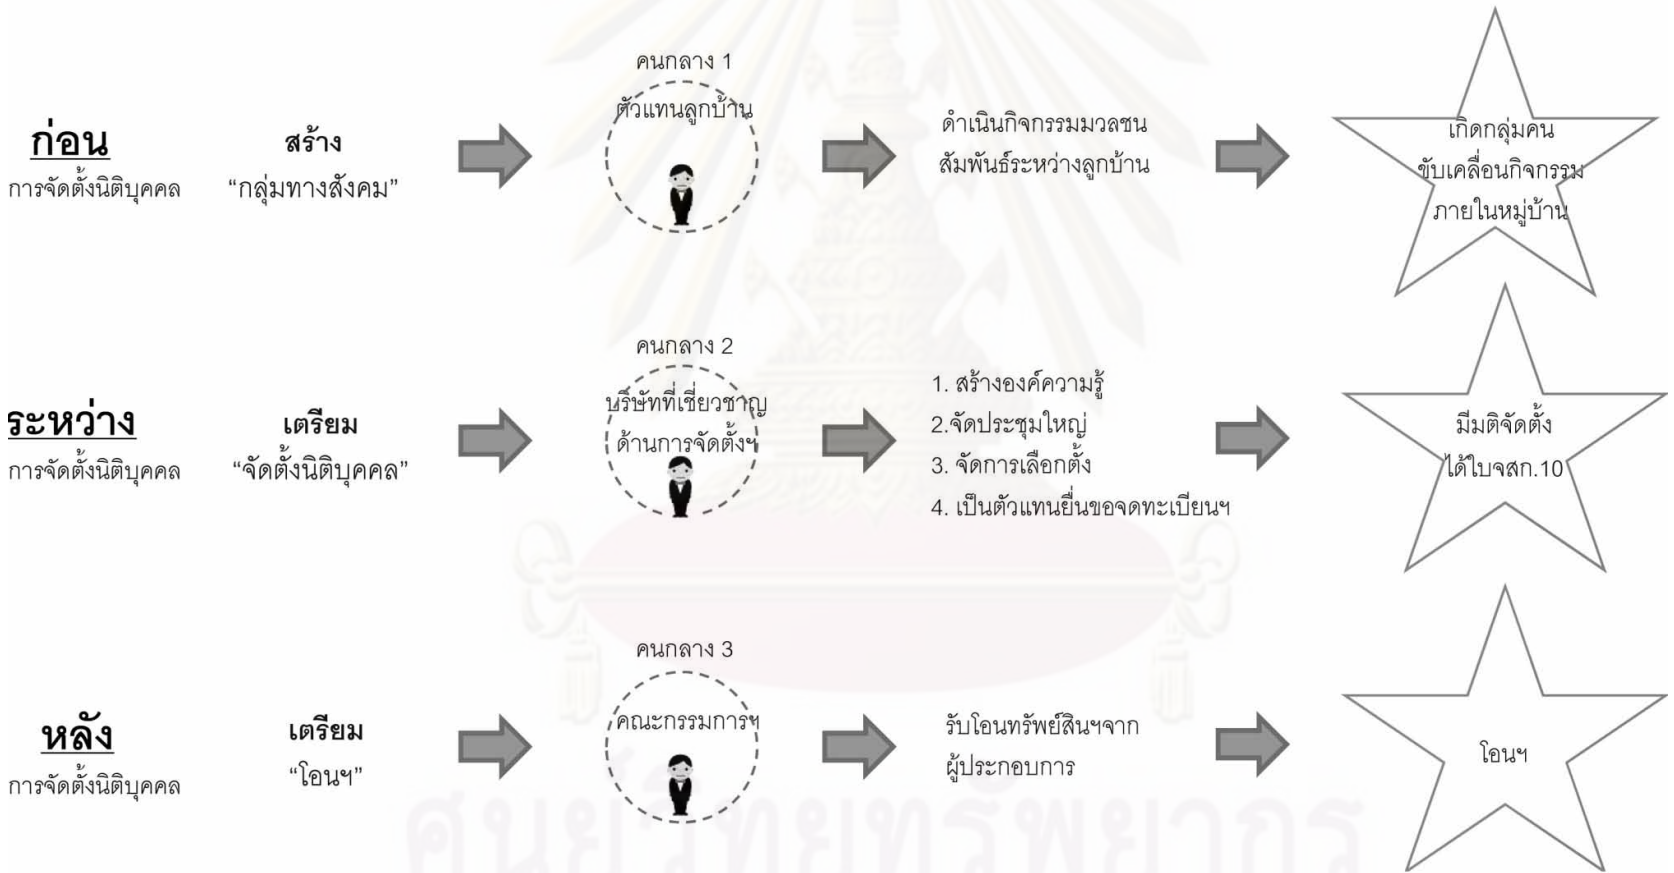 คนกลาง 1
ก่อน
การจัดตั้งนิติบุคคล
สร้าง
“กลุ่มทางสังคม”
ตัวแทนลูกบ้าน
ดำเนินกิจกรรมมวลชน
สัมพันธ์ระหว่างลูกบ้าน
เกิดกลุ่มคน
ขับเคลื่อนกิจกรรม
ภายในหมู่บ้าน
คนกลาง 2
ระหว่าง
การจัดตั้งนิติบุคคล
เตรียม
“จัดตั้งนิติบุคคล”
บริษัทที่เชี่ยวชาญ
ด้านการจัดตั้งฯ
1. สร้างองค์ความรู้
2.จัดประชุมใหญ่
3. จัดการเลือกตั้ง
4. เป็นตัวแทนยื่นขอจดทะเบียนฯ
มีมติจัดตั้ง
ได้ใบจสก.10
คนกลาง 3
หลัง
การจัดตั้งนิติบุคคล
เตรียม
“โอนฯ”
คณะกรรมการฯ
รับโอนทรัพย์สินฯจาก
ผู้ประกอบการ
โอนฯ
ศูนย์วิทยทรัพยากร